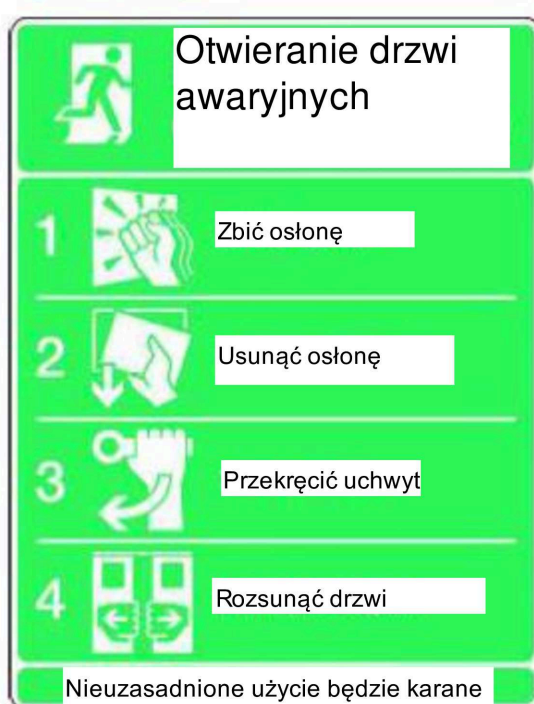 Otwieranie drzwi
awaryjnych
1 Zbić osłonę
2 Usunąć osłonę
3 Przekręcić uchwyt
4 Rozsunąć drzwi
Nieuzasadnione użycie będzie karane